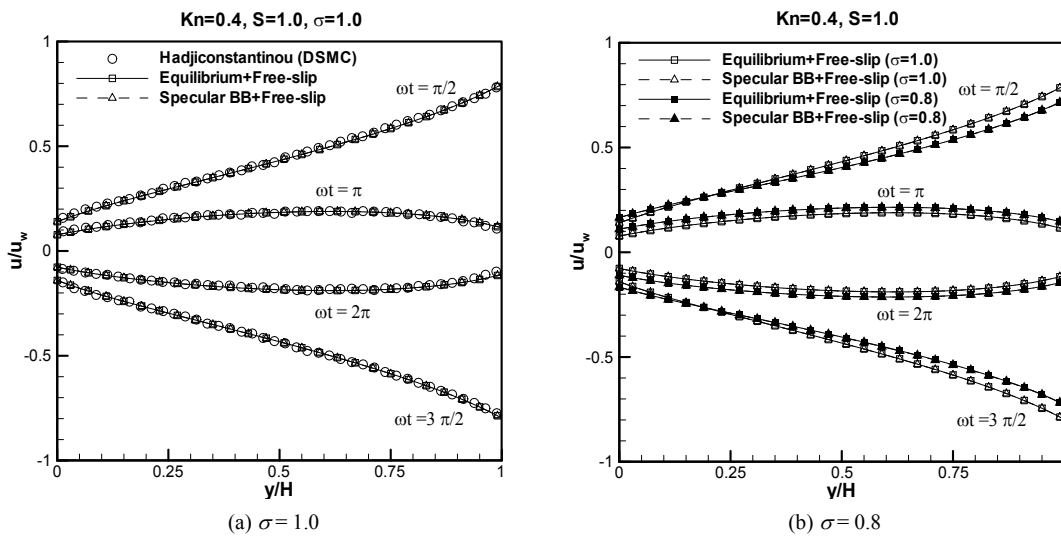 Kn=0.4, S=1.0, σ=1.0
Hadjiconstantinou (DSMC)
Equilibrium+Free-slip
Specular BB+Free-slip
ωt = π/2
ωt = π
ωt = 2π
ωt =3 π/2
1
0.5
0
-0.5
-1
u/u_w
0
0.25
0.5
0.75
1
y/H
(a) σ = 1.0
Kn=0.4, S=1.0
Equilibrium+Free-slip (σ=1.0)
Specular BB+Free-slip (σ=1.0)
Equilibrium+Free-slip (σ=0.8)
Specular BB+Free-slip (σ=0.8)
ωt = π/2
ωt = π
ωt = 2π
ωt =3 π/2
1
0.5
0
-0.5
-1
u/u_w
0
0.25
0.5
0.75
y/H
(b) σ = 0.8